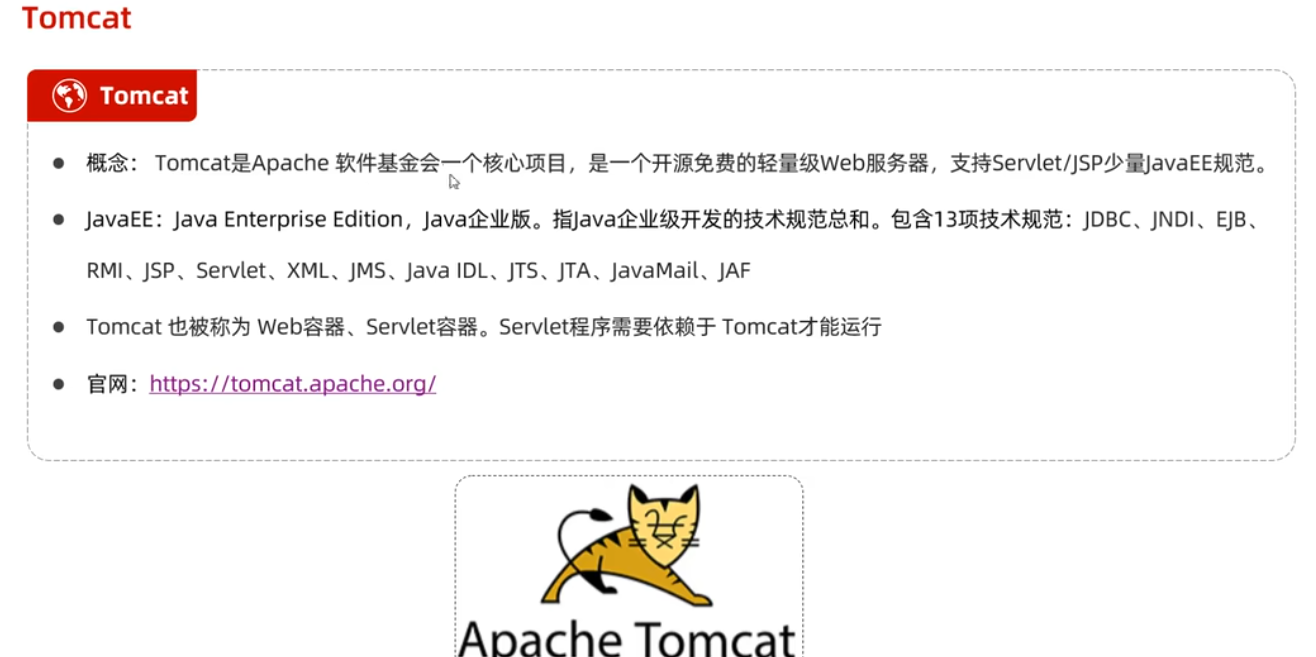 Tomcat
Tomcat
概念： Tomcat是Apache 软件基金会一个核心项目，是一个开源免费的轻量级Web服务器，支持Servlet/JSP少量JavaEE规范。
JavaEE：Java Enterprise Edition，Java企业版。指Java企业级开发的技术规范总和。包含13项技术规范：JDBC、JNDI、EJB、
RMI、JSP、Servlet、XML、JMS、Java IDL、JTS、JTA、JavaMail、JAF
Tomcat 也被称为 Web容器、Servlet容器。Servlet程序需要依赖于 Tomcat才能运行
官网：https://tomcat.apache.org/
Apache Tomcat